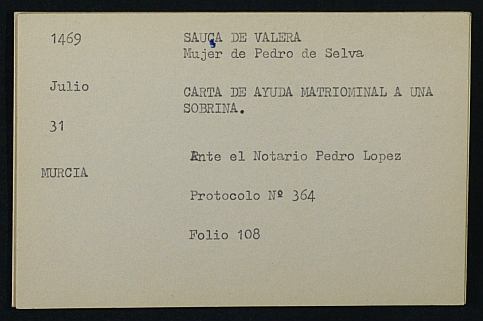 1469
SAUÇA DE VALERA
Mujer de Pedro de Selva
Julio
CARTA DE AYUDA MATRIOMINAL A UNA
SOBRINA.
31
Ante el Notario Pedro Lopez
MURCIA
Protocolo Nº 364
Folio 108